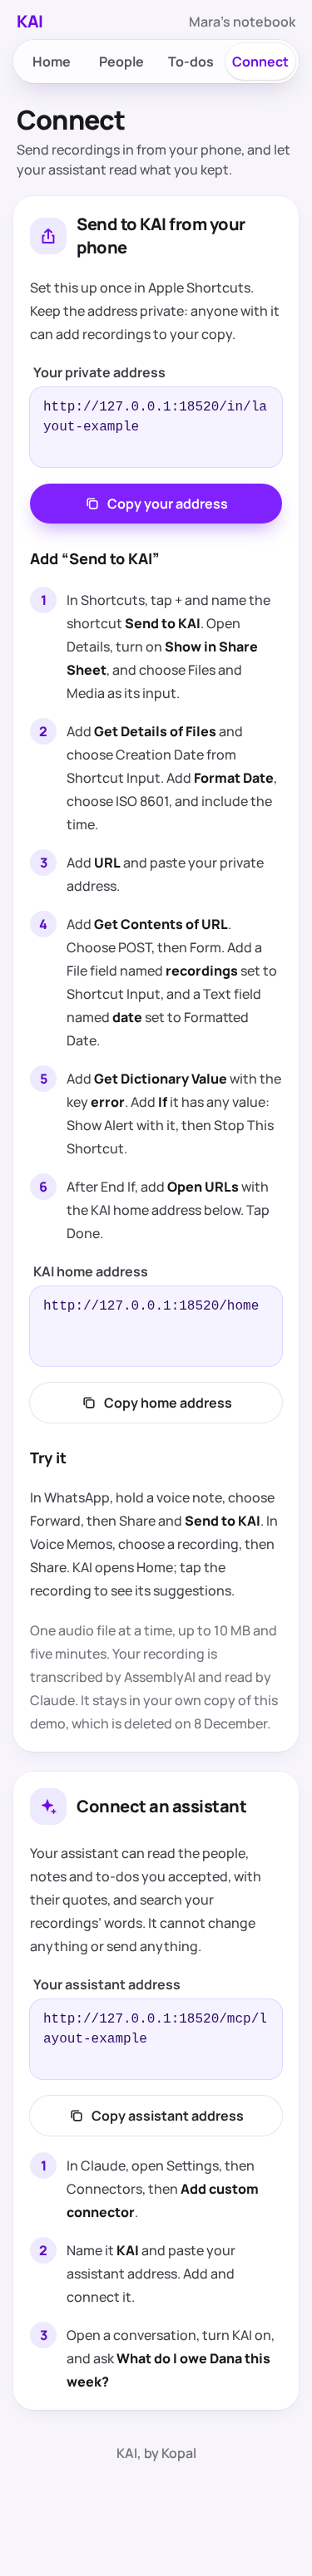 KAI
Mara's notebook
Home People To-dos Connect
Connect
Send recordings in from your phone, and let
your assistant read what you kept.
Send to KAI from your
phone
Set this up once in Apple Shortcuts.
Keep the address private: anyone with it
can add recordings to your copy.
Your private address
http://127.0.0.1:18520/in/la
yout-example
Copy your address
Add “Send to KAI”
1 In Shortcuts, tap + and name the
shortcut Send to KAI. Open
Details, turn on Show in Share
Sheet, and choose Files and
Media as its input.
2 Add Get Details of Files and
choose Creation Date from
Shortcut Input. Add Format Date,
choose ISO 8601, and include the
time.
3 Add URL and paste your private
address.
4 Add Get Contents of URL.
Choose POST, then Form. Add a
File field named recordings set to
Shortcut Input, and a Text field
named date set to Formatted
Date.
5 Add Get Dictionary Value with the
key error. Add If it has any value:
Show Alert with it, then Stop This
Shortcut.
6 After End If, add Open URLs with
the KAI home address below. Tap
Done.
KAI home address
http://127.0.0.1:18520/home
Copy home address
Try it
In WhatsApp, hold a voice note, choose
Forward, then Share and Send to KAI. In
Voice Memos, choose a recording, then
Share. KAI opens Home; tap the
recording to see its suggestions.
One audio file at a time, up to 10 MB and
five minutes. Your recording is
transcribed by AssemblyAI and read by
Claude. It stays in your own copy of this
demo, which is deleted on 8 December.
Connect an assistant
Your assistant can read the people,
notes and to-dos you accepted, with
their quotes, and search your
recordings’ words. It cannot change
anything or send anything.
Your assistant address
http://127.0.0.1:18520/mcp/l
ayout-example
Copy assistant address
1 In Claude, open Settings, then
Connectors, then Add custom
connector.
2 Name it KAI and paste your
assistant address. Add and
connect it.
3 Open a conversation, turn KAI on,
and ask What do I owe Dana this
week?
KAI, by Kopal